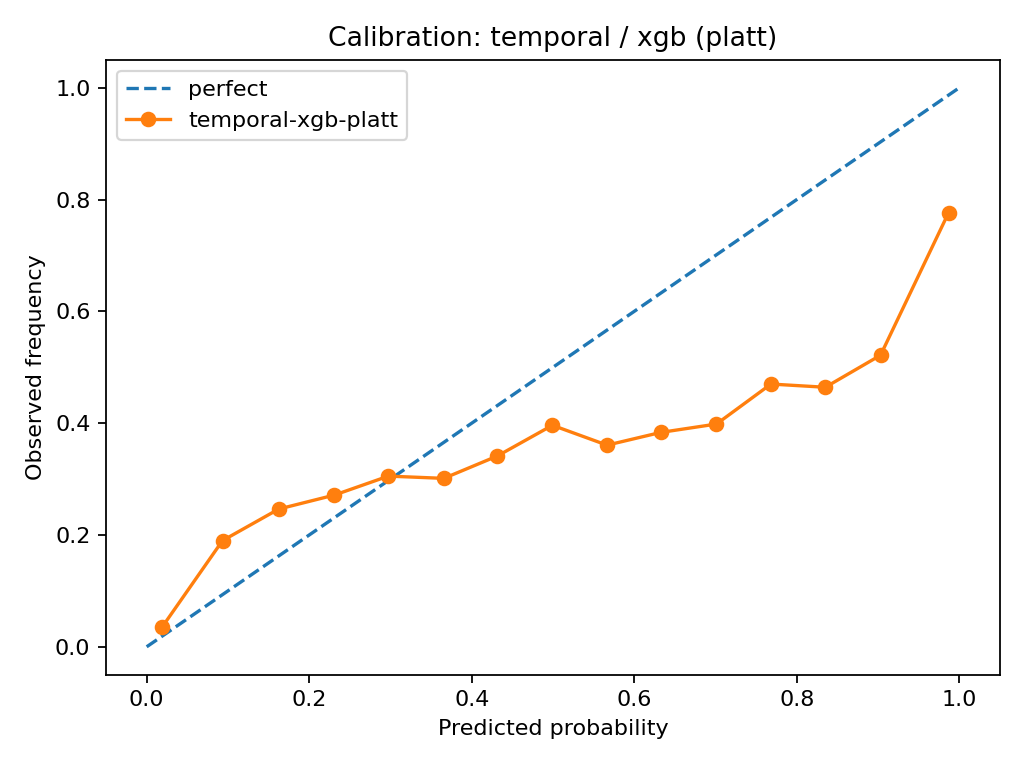 Calibration: temporal / xgb (platt)
perfect
temporal-xgb-platt
1.0
0.8
0.6
0.4
0.2
0.0
Observed frequency
0.0 0.2 0.4 0.6 0.8 1.0
Predicted probability